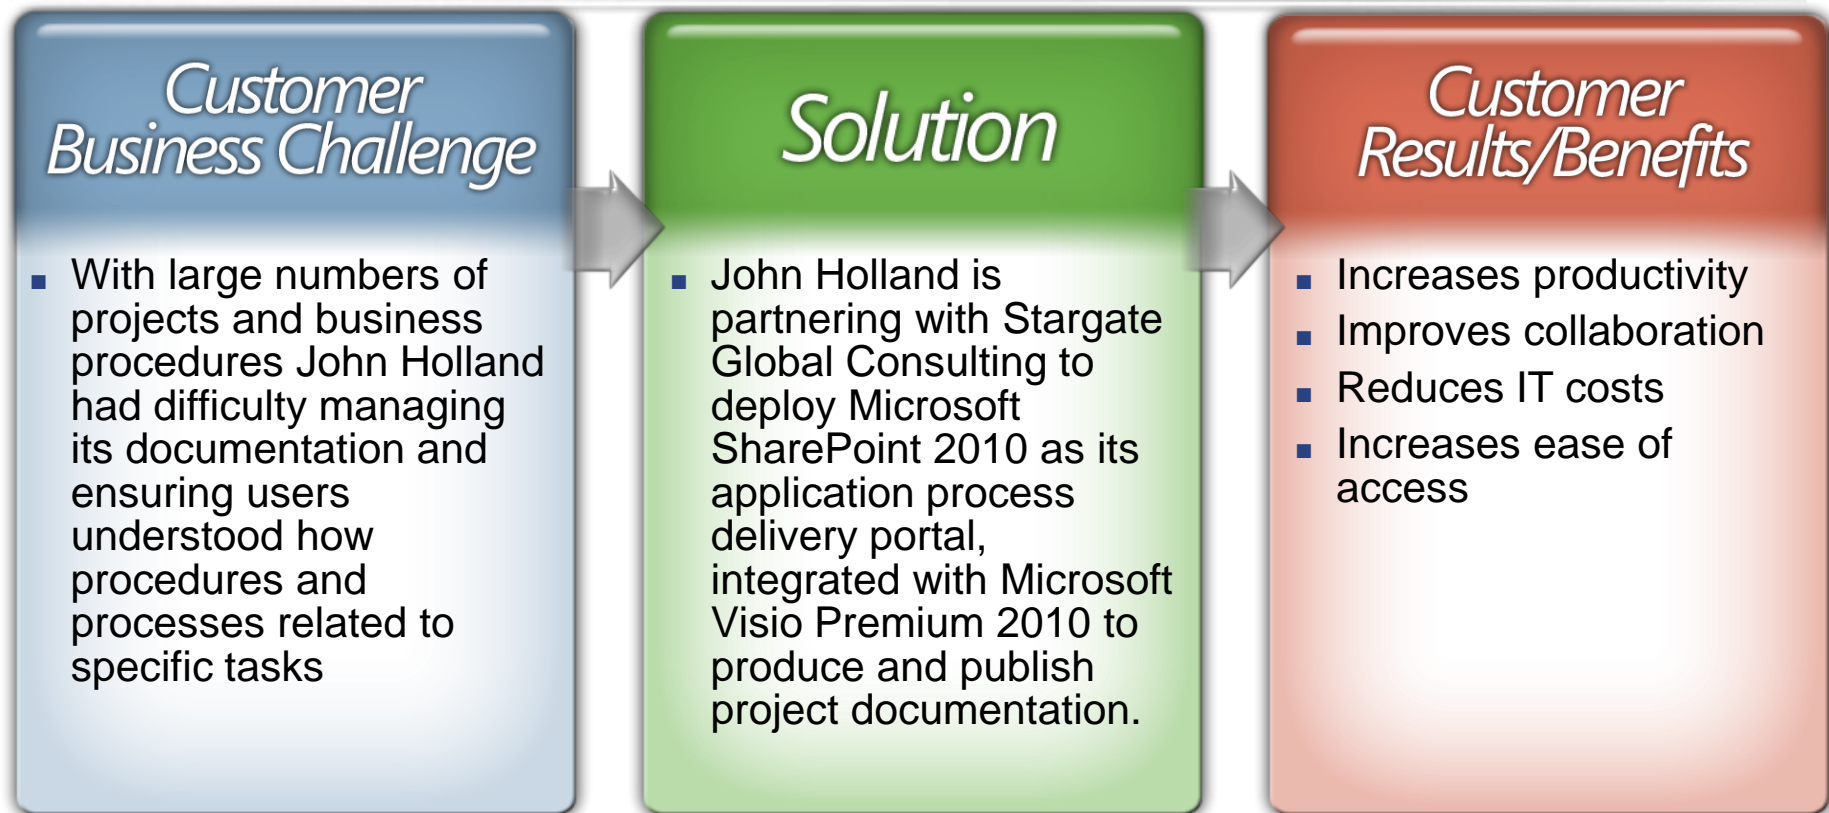 Customer
Business Challenge
▪ With large numbers of
projects and business
procedures John Holland
had difficulty managing
its documentation and
ensuring users
understood how
procedures and
processes related to
specific tasks
Solution
▪ John Holland is
partnering with Stargate
Global Consulting to
deploy Microsoft
SharePoint 2010 as its
application process
delivery portal,
integrated with Microsoft
Visio Premium 2010 to
produce and publish
project documentation.
Customer
Results/Benefits
▪ Increases productivity
▪ Improves collaboration
▪ Reduces IT costs
▪ Increases ease of
access